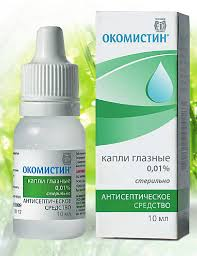 ОКОМИСТИН®
капли глазные
0,01%
стерильно
АНТИСЕПТИЧЕСКОЕ
СРЕДСТВО
10 мл
ОКОМИСТИН®
капли глазные
0,01%
стерильно
АНТИСЕПТИЧЕСКОЕ
СРЕДСТВО
10 мл